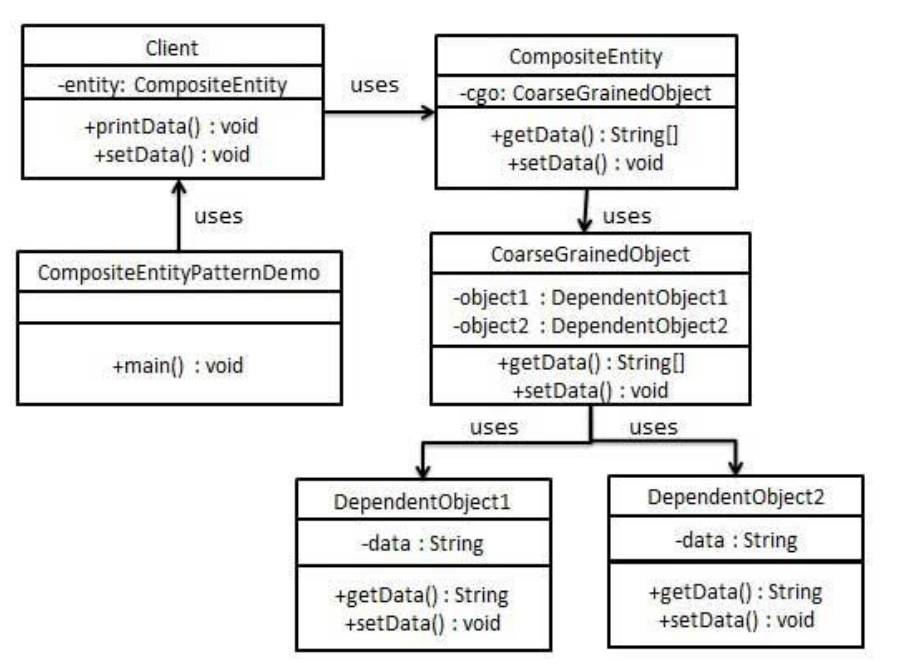 Client
-entity: CompositeEntity
+printData() : void
+setData() : void
uses
CompositeEntity
-cgo: CoarseGrainedObject
+getData() : String[]
+setData() : void
uses
CompositeEntityPatternDemo
+main() : void
uses
CoarseGrainedObject
-object1 : DependentObject1
-object2 : DependentObject2
+getData() : String[]
+setData() : void
uses
uses
DependentObject1
-data : String
+getData() : String
+setData() : void
DependentObject2
-data : String
+getData() : String
+setData() : void